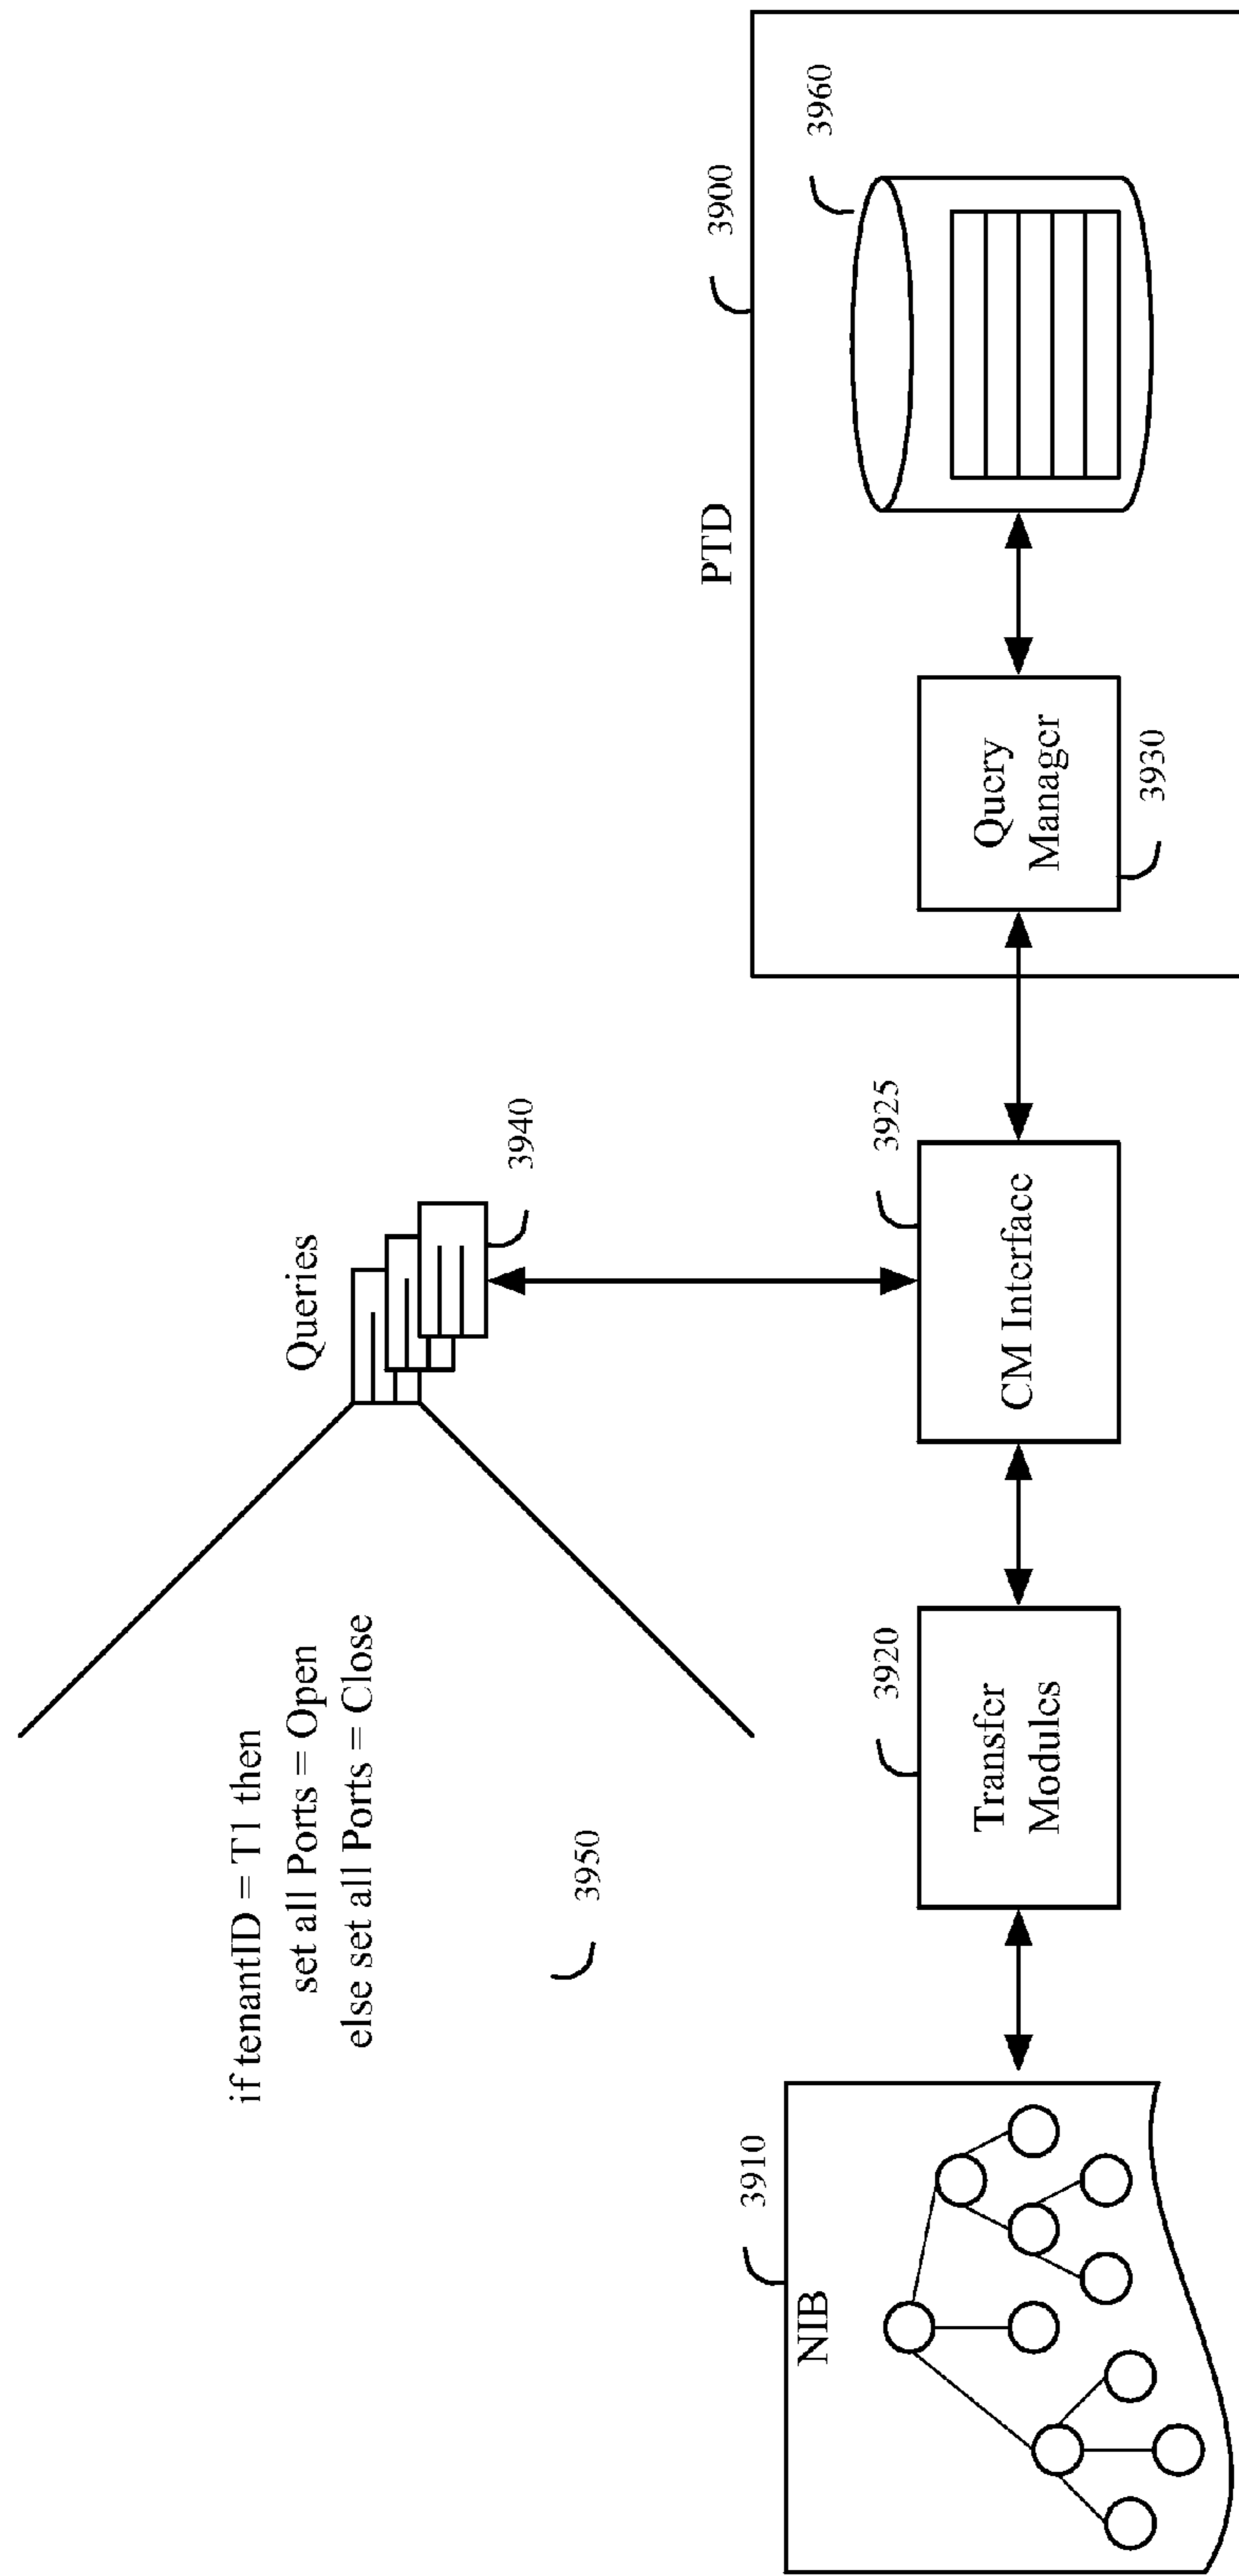 if tenantID = T1 then
set all Ports = Open
else set all Ports = Close
3950
Queries
3940
NIB
3910
Transfer
Modules
3920
CM Interface
3925
PTD
3900
Query
Manager
3930
3960